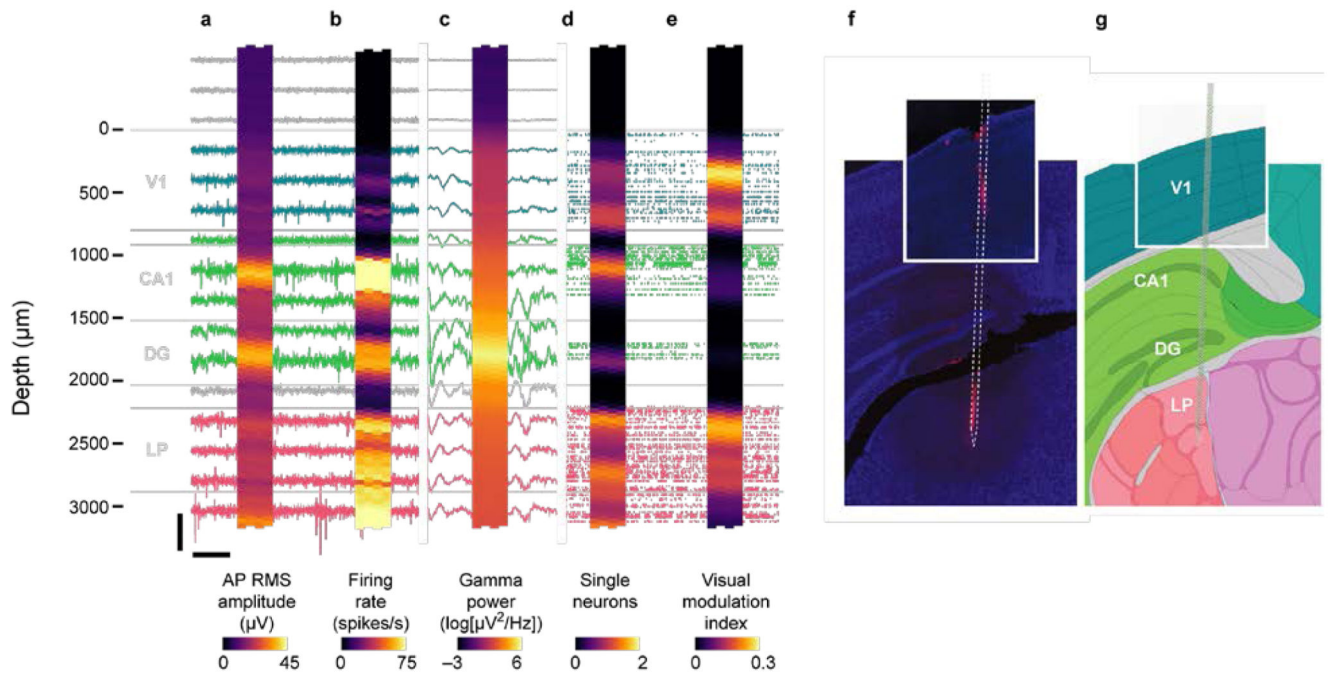 a b c d e f g
0
500
1000
1500
2000
2500
3000
Depth (µm)
V1
CA1
DG
LP
V1
CA1
DG
LP
AP RMS
amplitude
(µV)
0 45
Firing
rate
(spikes/s)
0 75
Gamma
power
(log[µV²/Hz])
–3 6
Single
neurons
0 2
Visual
modulation
index
0 0.3